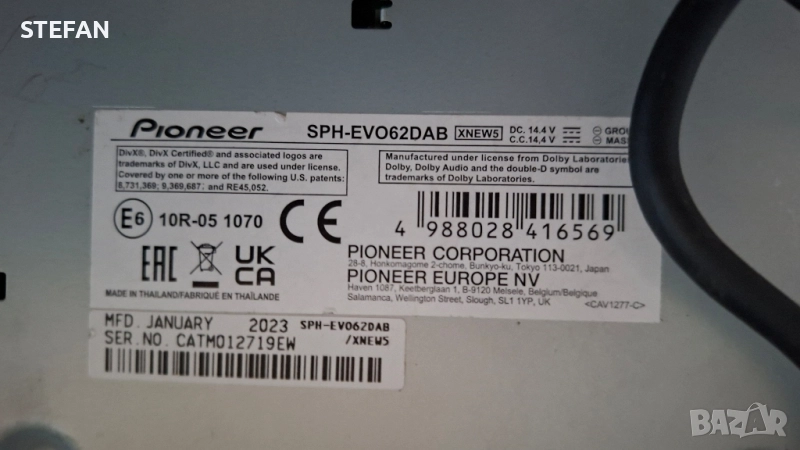 STEFAN
Pioneer SPH-EVO62DAB XNEW5 DC. 14.4 V
C.C. 14,4 V
DivX®, DivX Certified® and associated logos are
trademarks of DivX, LLC and are used under license.
Covered by one or more of the following U.S. patents:
8,731,369; 9,369,687; and RE45,052.
Manufactured under license from Dolby Laboratories
Dolby, Dolby Audio and the double-D symbol are
trademarks of Dolby Laboratories.
E6 10R-05 1070 CE
4 988028 416569
EAC UK
CA
PIONEER CORPORATION
28-8, Honkomagome 2-chome, Bunkyo-ku, Tokyo 113-0021, Japan
PIONEER EUROPE NV
Haven 1087, Keetberglaan 1, B-9120 Melsele, Belgium/Belgique
Salamanca, Wellington Street, Slough, SL1 1YP, UK
<CAV1277-C>
MADE IN THAILAND/FABRIQUÉ EN THAÏLANDE
MFD. JANUARY 2023 SPH-EVO62DAB
SER.NO. CATM012719EW /XNEW5
BAZAR